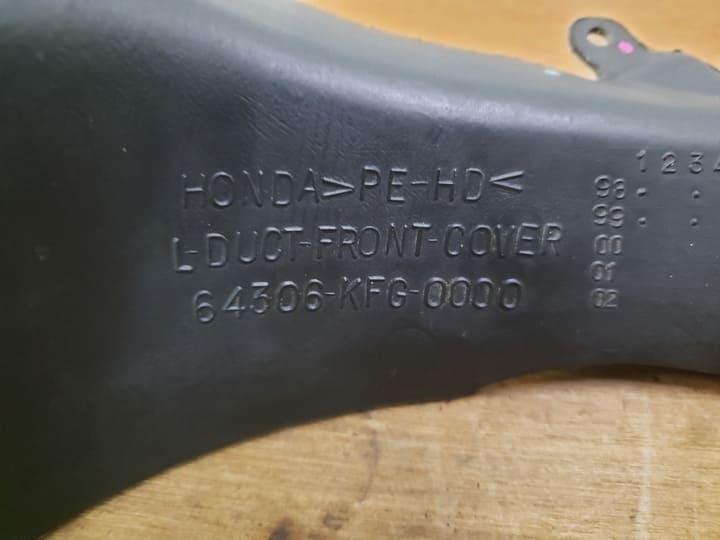 HONDA >PE-HD<
L-DUCT-FRONT-COVER
64306-KFG-0000
1 2 3 4
98 · ·
99 · ·
00
01
02